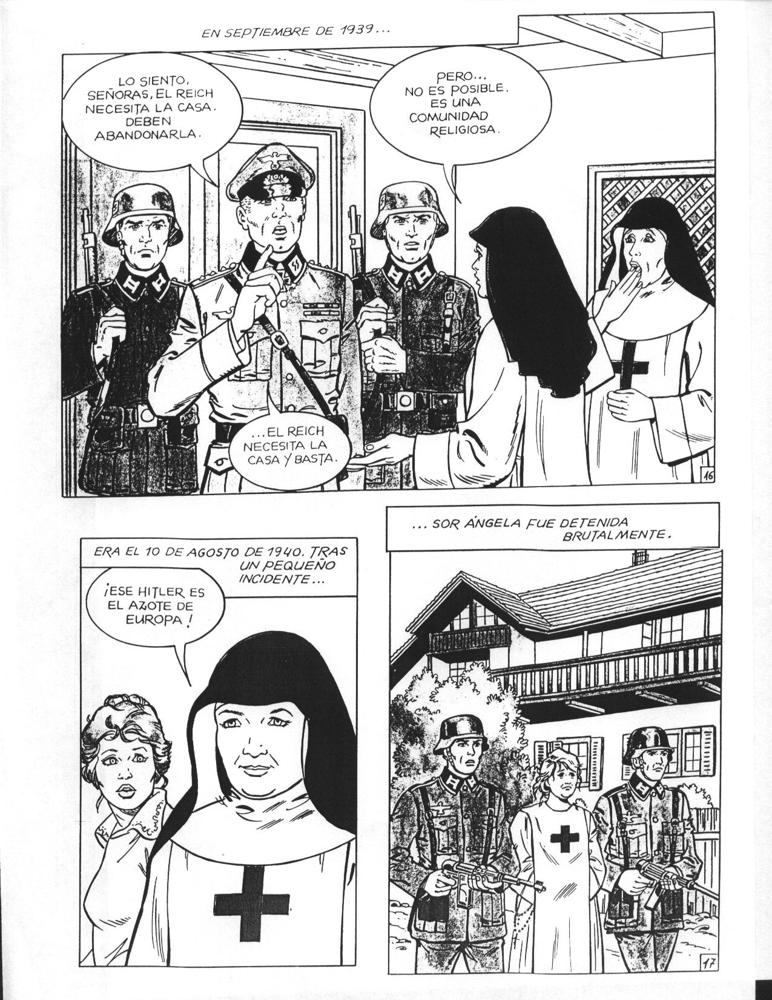 EN SEPTIEMBRE DE 1939...
LO SIENTO,
SEÑORAS, EL REICH
NECESITA LA CASA.
DEBEN
ABANDONARLA.
PERO...
NO ES POSIBLE.
ES UNA
COMUNIDAD
RELIGIOSA.
...EL REICH
NECESITA LA
CASA Y BASTA.
16
ERA EL 10 DE AGOSTO DE 1940. TRAS
UN PEQUEÑO
INCIDENTE...
¡ESE HITLER ES
EL AZOTE DE
EUROPA!
...SOR ÁNGELA FUE DETENIDA
BRUTALMENTE.
17